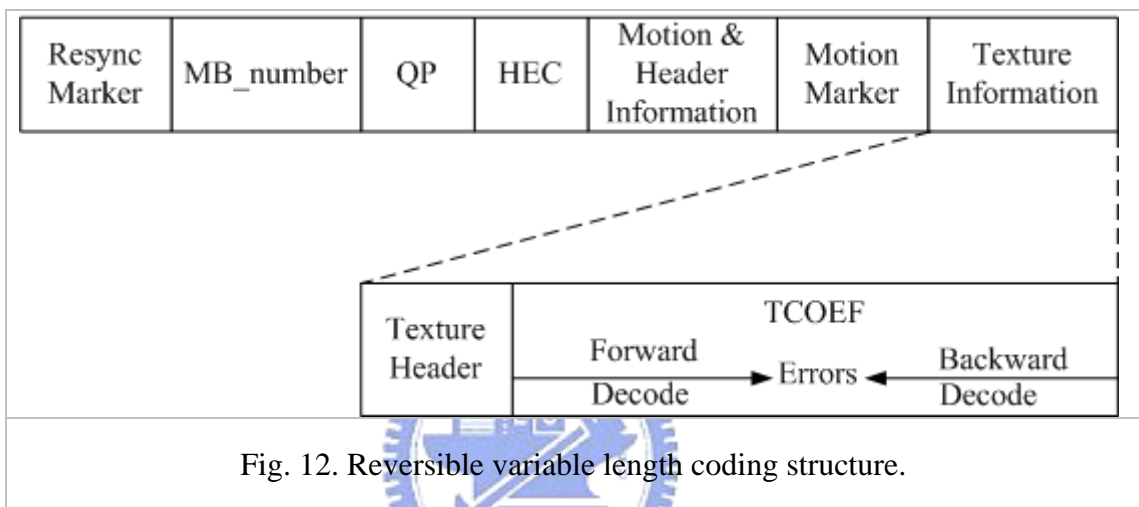 Resync Marker
MB_number
QP
HEC
Motion & Header Information
Motion Marker
Texture Information
Texture Header
TCOEF
Forward Decode
Errors
Backward Decode
Fig. 12. Reversible variable length coding structure.